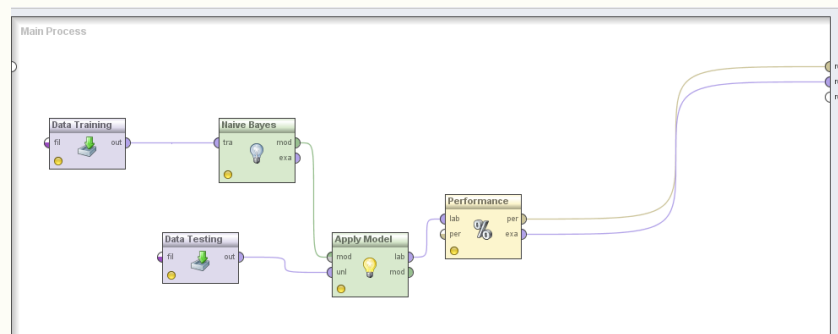 Main Process
Data Training
fil out
Naive Bayes
tra mod
exa
Data Testing
fil out
Apply Model
mod lab
unl mod
Performance
lab per
per exa
%